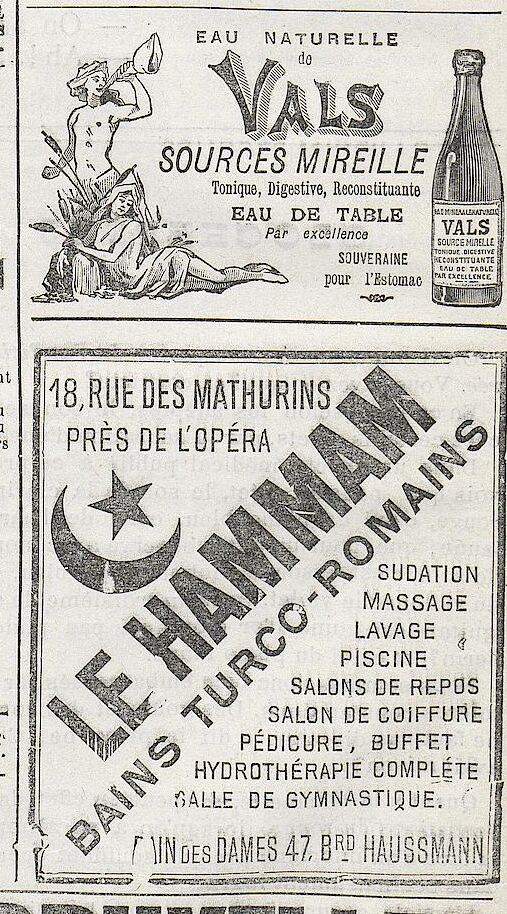 EAU NATURELLE
de
VALS
SOURCES MIREILLE
Tonique, Digestive, Reconstituante
EAU DE TABLE
Par excellence
SOUVERAINE
pour l'Estomac
VALS
SOURCE MIREILLE
TONIQUE DIGESTIVE
RECONSTITUANTE
EAU DE TABLE
PAR EXCELLENCE
18, RUE DES MATHURINS
PRÈS DE L'OPÉRA
LE HAMMAM
BAINS TURCO-ROMAINS
SUDATION
MASSAGE
LAVAGE
PISCINE
SALONS DE REPOS
SALON DE COIFFURE
PÉDICURE, BUFFET
HYDROTHÉRAPIE COMPLÉTE
SALLE DE GYMNASTIQUE.
DES DAMES 47, BRD HAUSSMANN